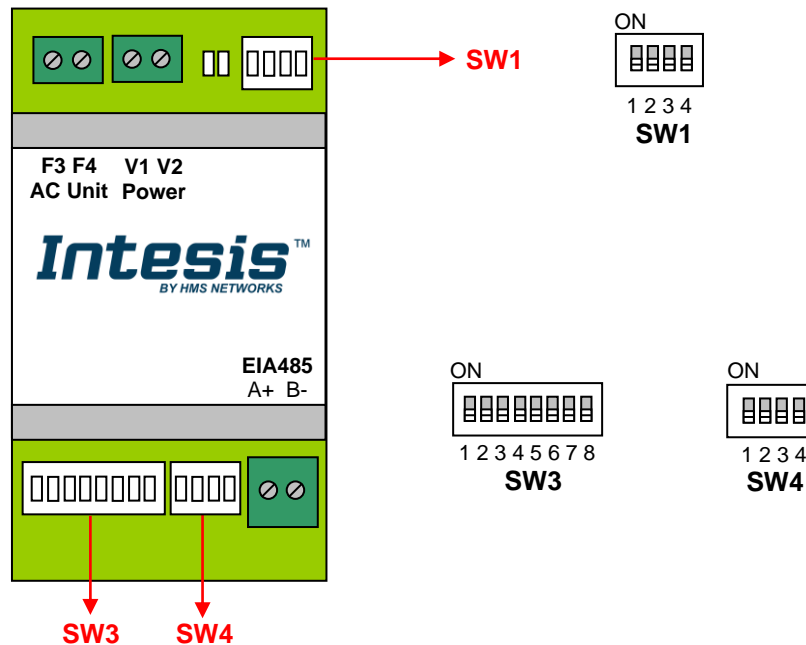 SW1
ON
1 2 3 4
SW1
F3 F4 V1 V2
AC Unit Power
Intesis™
BY HMS NETWORKS
EIA485
A+ B-
ON
1 2 3 4 5 6 7 8
SW3
ON
1 2 3 4
SW4
SW3 SW4